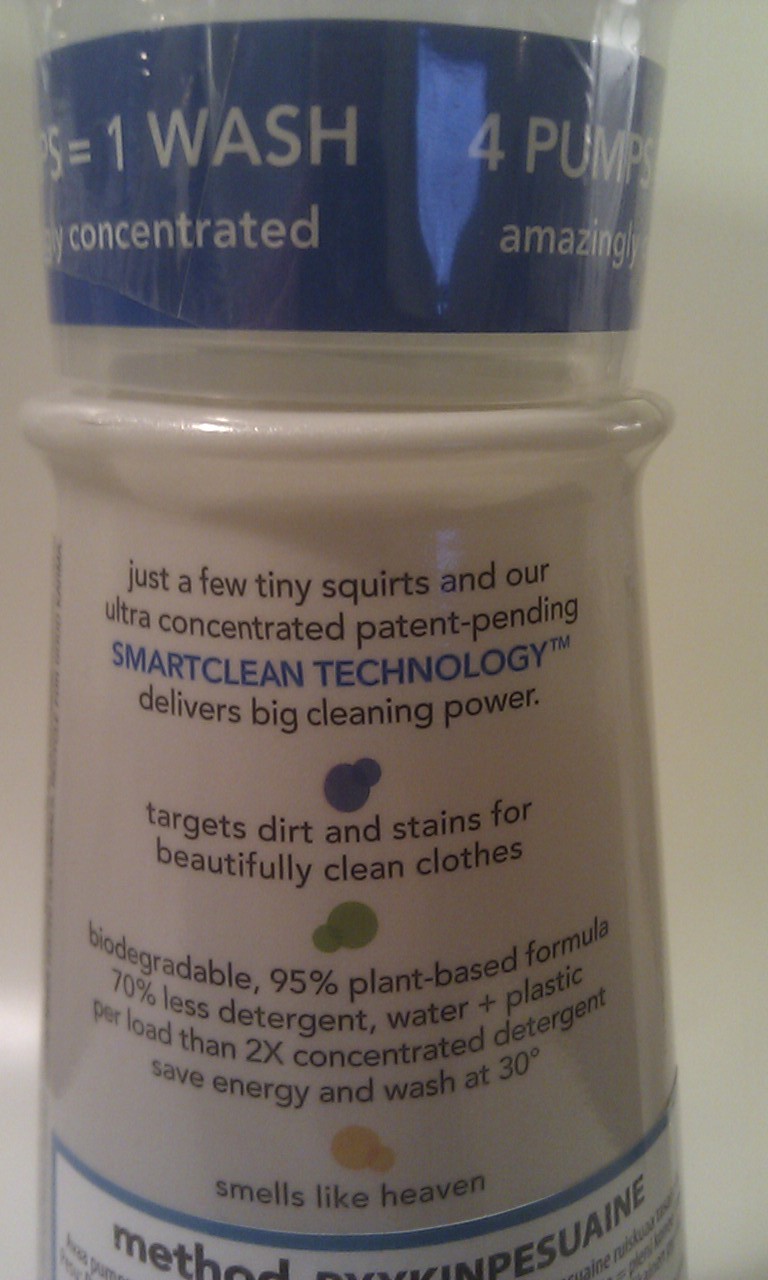 PS = 1 WASH 4 PUMPS
concentrated amazingly
just a few tiny squirts and our
ultra concentrated patent-pending
SMARTCLEAN TECHNOLOGY™
delivers big cleaning power.
targets dirt and stains for
beautifully clean clothes
biodegradable, 95% plant-based formula
70% less detergent, water + plastic
per load than 2X concentrated detergent
save energy and wash at 30°
smells like heaven
method PYYKINPESUAINE